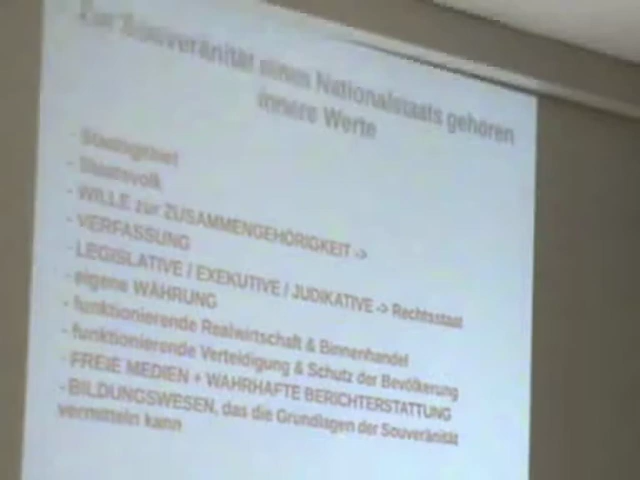 Zur Souveränität eines Nationalstaats gehören
innere Werte
- Staatsgebiet
- Staatsvolk
- WILLE zur ZUSAMMENGEHÖRIGKEIT ->
- VERFASSUNG
- LEGISLATIVE / EXEKUTIVE / JUDIKATIVE -> Rechtsstaat
- eigene WÄHRUNG
- funktionierende Realwirtschaft & Binnenhandel
- funktionierende Verteidigung & Schutz der Bevölkerung
- FREIE MEDIEN + WAHRHAFTE BERICHTERSTATTUNG
- BILDUNGSWESEN, das die Grundlagen der Souveränität
vermitteln kann